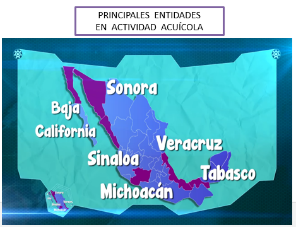 PRINCIPALES ENTIDADES
EN ACTIVIDAD ACUÍCOLA
Sonora
Baja
California
Veracruz
Sinaloa
Tabasco
Michoacán